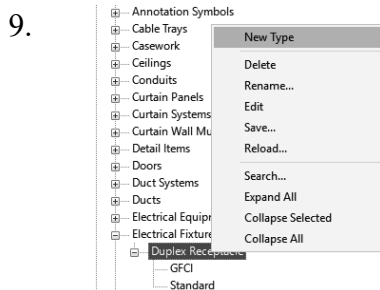 9.
Annotation Symbols
Cable Trays
Casework
Ceilings
Conduits
Curtain Panels
Curtain Systems
Curtain Wall Mu
Detail Items
Doors
Duct Systems
Ducts
Electrical Equipr
Electrical Fixture
Duplex Receptacle
GFCI
Standard
New Type
Delete
Rename...
Edit
Save...
Reload...
Search...
Expand All
Collapse Selected
Collapse All